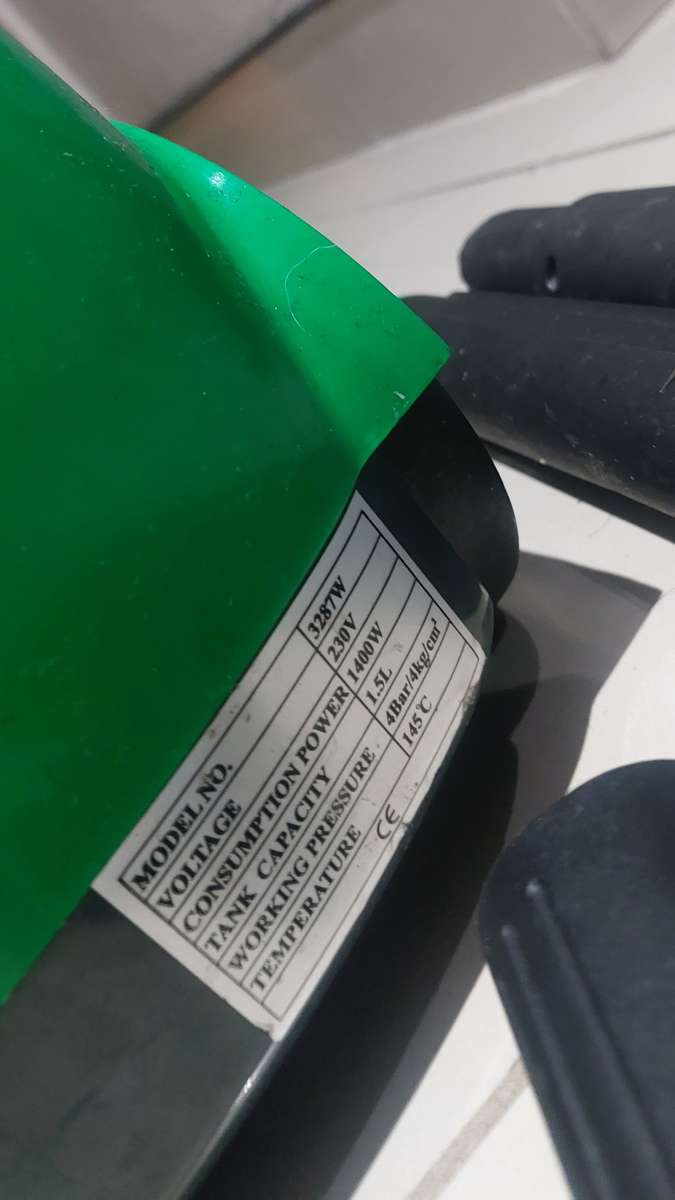 MODEL.NO. 3287W
VOLTAGE 230V
CONSUMPTION POWER 1400W
TANK CAPACITY 1.5L
WORKING PRESSURE 4Bar/4kg/cm²
TEMPERATURE 145℃
CE